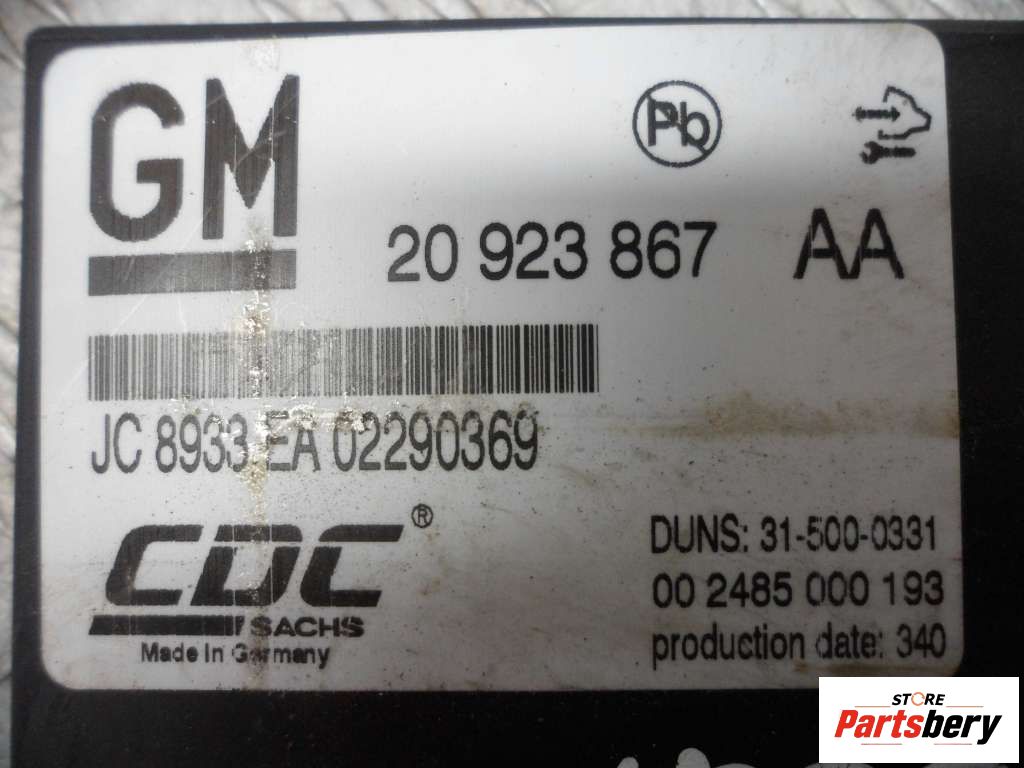 GM
Pb
20 923 867 AA
JC 8933 EA 02290369
CDC®
SACHS
Made In Germany
DUNS: 31-500-0331
00 2485 000 193
production date: 340
STORE
Partsbery